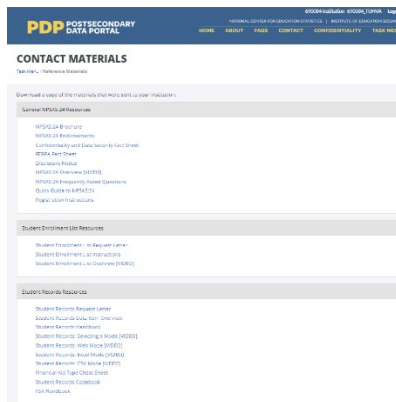 PDP POSTSECONDARY DATA PORTAL
NATIONAL CENTER FOR EDUCATION STATISTICS | INSTITUTE OF EDUCATION
HOME ABOUT FAQS CONTACT CONFIDENTIALITY TASK
CONTACT MATERIALS
/ Reference Materials
Download a copy of the materials that were sent to your institution.
General NPSAS:24 Resources
NPSAS:24 Brochure
NPSAS:24 Endorsements
Confidentiality and Data Security Fact Sheet
FERPA Fact Sheet
Disclosure Notice
NPSAS:24 Overview [VIDEO]
NPSAS:24 Frequently Asked Questions
Quick Guide to NPSAS:24
Registration Instructions
Student Enrollment List Resources
Student Enrollment List Request Letter
Student Enrollment List Instructions
Student Enrollment List Overview [VIDEO]
Student Records Resources
Student Records Request Letter
Student Records Data Item Overview
Student Records Handbook
Student Records: Selecting a Mode [VIDEO]
Student Records: Web Mode [VIDEO]
Student Records: Excel Mode [VIDEO]
Student Records: CSV Mode [VIDEO]
Financial Aid Type Cheat Sheet
Student Records Codebook
FSA Handbook